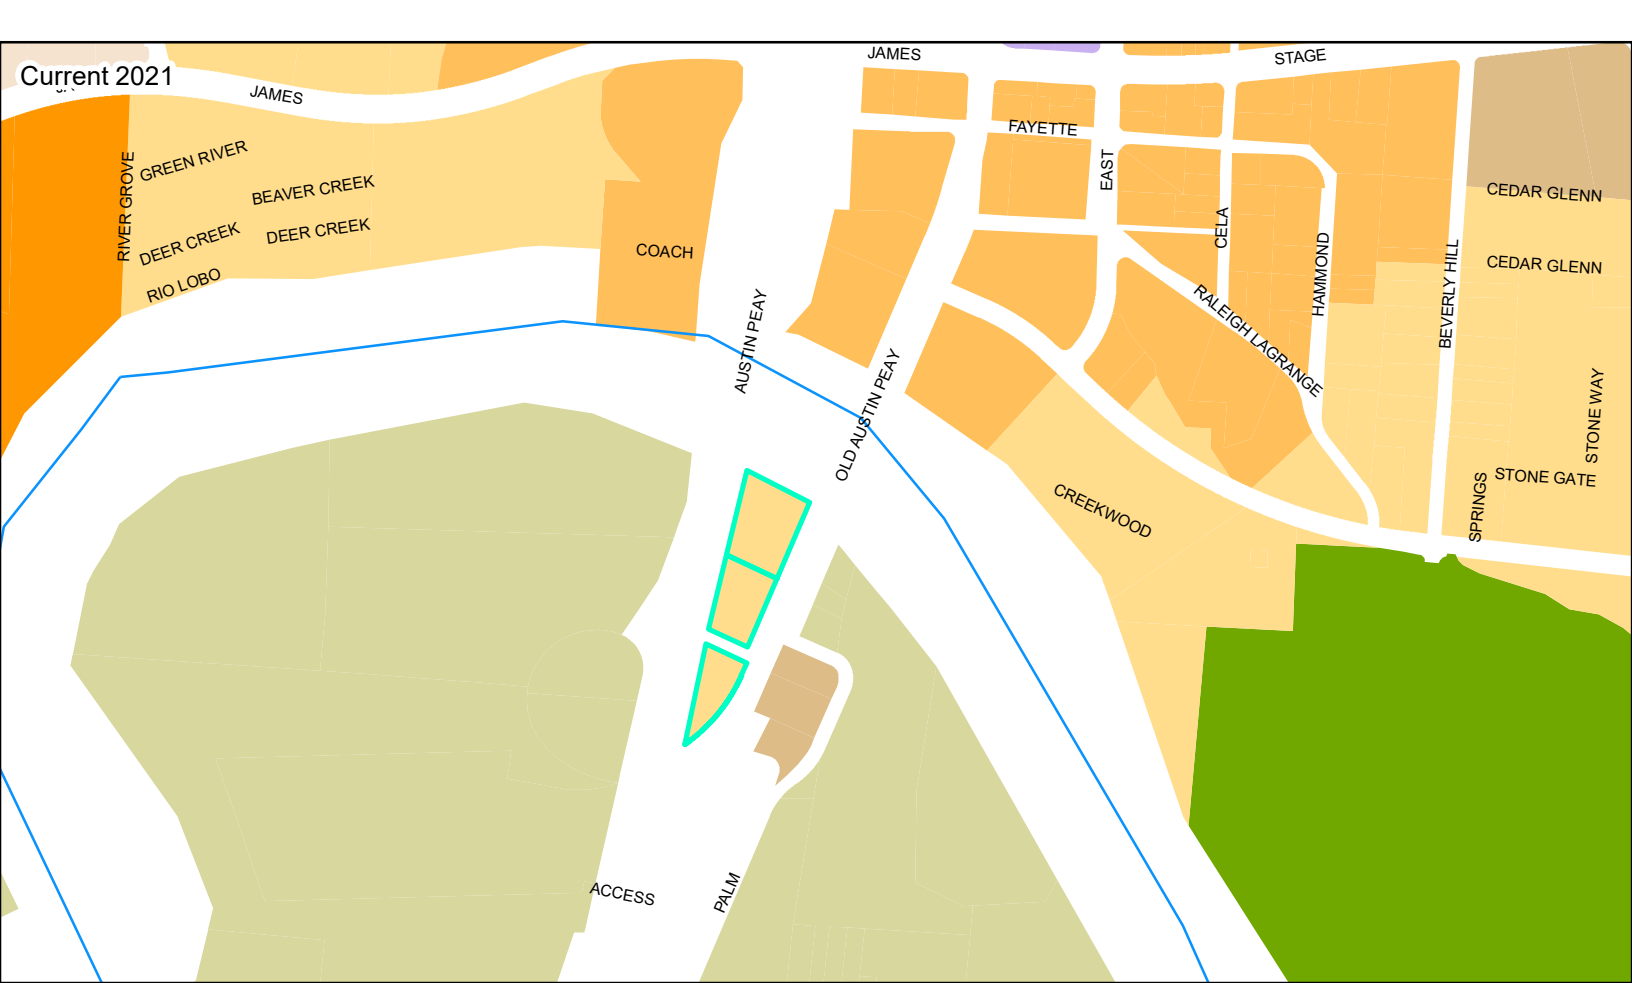 JAMES
STAGE
Current 2021
JAMES
FAYETTE
GREEN RIVER
EAST
BEAVER CREEK
CEDAR GLENN
RIVER GROVE
CELA
DEER CREEK
DEER CREEK
COACH
HAMMOND
CEDAR GLENN
RIO LOBO
BEVERLY HILL
AUSTIN PEAY
RALEIGH LAGRANGE
OLD AUSTIN PEAY
STONE WAY
STONE GATE
SPRINGS
CREEKWOOD
ACCESS
PALM